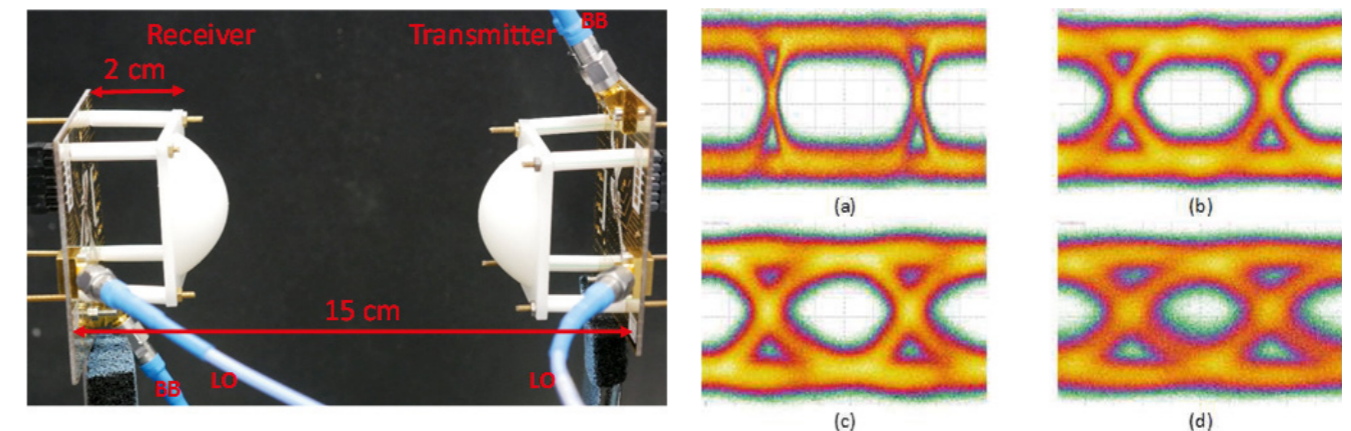 Receiver
Transmitter
BB
2 cm
15 cm
BB
LO
LO
(a)
(b)
(c)
(d)